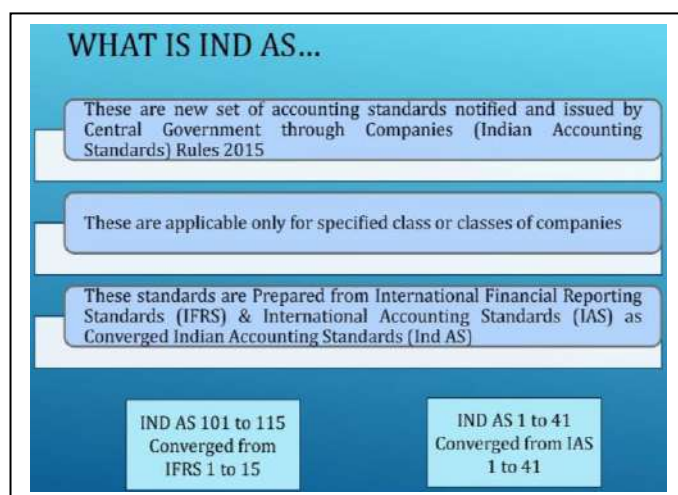 WHAT IS IND AS...
These are new set of accounting standards notified and issued by
Central Government through Companies (Indian Accounting
Standards) Rules 2015
These are applicable only for specified class or classes of companies
These standards are Prepared from International Financial Reporting
Standards (IFRS) & International Accounting Standards (IAS) as
Converged Indian Accounting Standards (Ind AS)
IND AS 101 to 115
Converged from
IFRS 1 to 15
IND AS 1 to 41
Converged from IAS
1 to 41